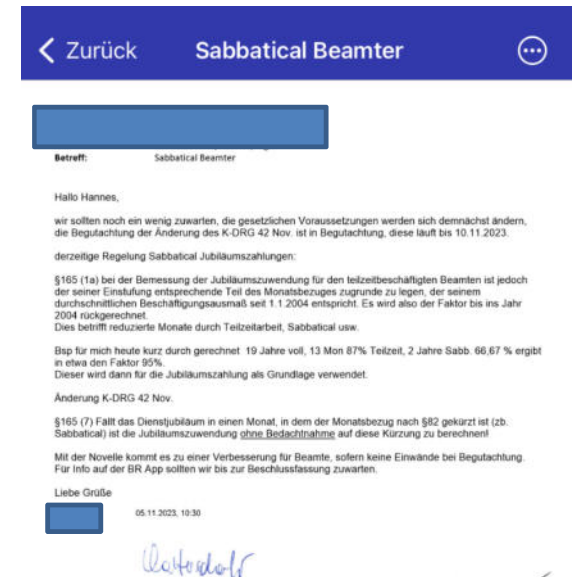 Zurück Sabbatical Beamter
Betreff: Sabbatical Beamter
Hallo Hannes,
wir sollten noch ein wenig zuwarten, die gesetzlichen Voraussetzungen werden sich demnächst ändern,
die Begutachtung der Änderung des K-DRG 42 Nov. ist in Begutachtung, diese läuft bis 10.11.2023.
derzeitige Regelung Sabbatical Jubiläumszahlungen:
§165 (1a) bei der Bemessung der Jubiläumszuwendung für den teilzeitbeschäftigten Beamten ist jedoch
der seiner Einstufung entsprechende Teil des Monatsbezuges zugrunde zu legen, der seinem
durchschnittlichen Beschäftigungsausmaß seit 1.1.2004 entspricht. Es wird also der Faktor bis ins Jahr
2004 rückgerechnet.
Dies betrifft reduzierte Monate durch Teilzeitarbeit, Sabbatical usw.
Bsp für mich heute kurz durch gerechnet 19 Jahre voll, 13 Mon 87% Teilzeit, 2 Jahre Sabb. 66,67 % ergibt
in etwa den Faktor 95%.
Dieser wird dann für die Jubiläumszahlung als Grundlage verwendet.
Änderung K-DRG 42 Nov.
§165 (7) Fällt das Dienstjubiläum in einen Monat, in dem der Monatsbezug nach §82 gekürzt ist (zb.
Sabbatical) ist die Jubiläumszuwendung ohne Bedachtnahme auf diese Kürzung zu berechnen!
Mit der Novelle kommt es zu einer Verbesserung für Beamte, sofern keine Einwände bei Begutachtung.
Für Info auf der BR App sollten wir bis zur Beschlussfassung zuwarten.
Liebe Grüße
05.11.2023, 10:30